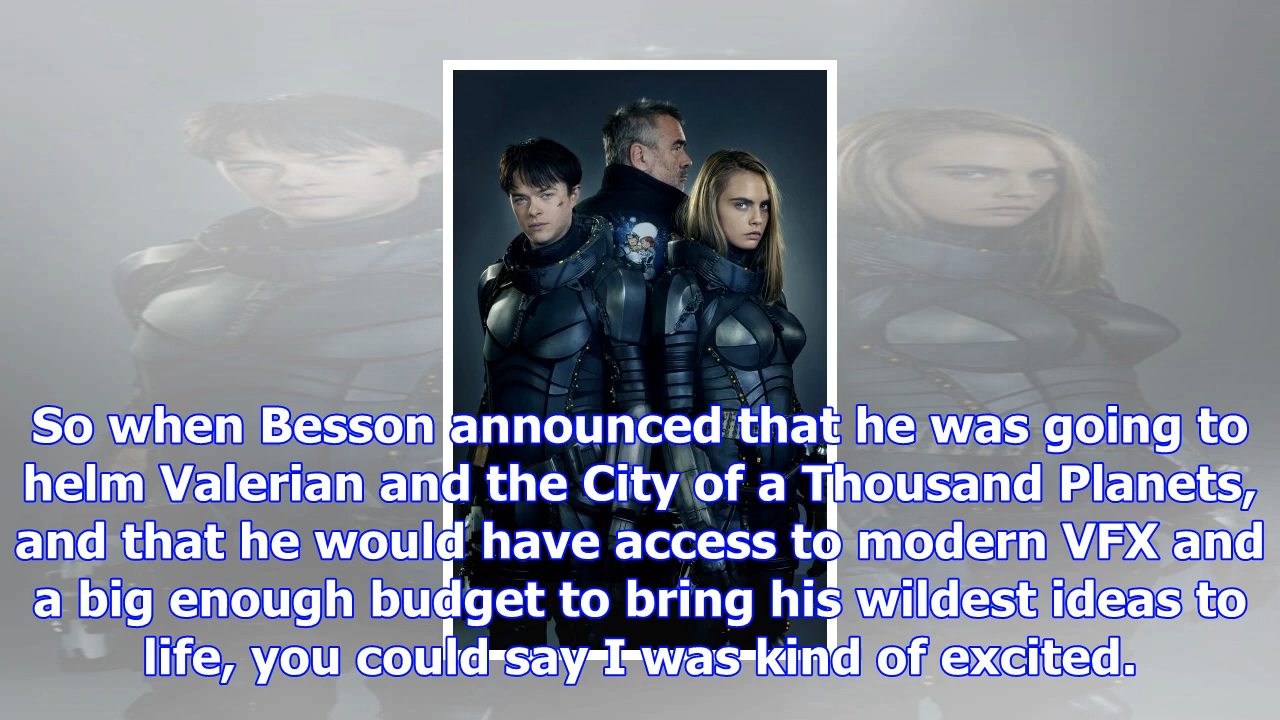 So when Besson announced that he was going to
helm Valerian and the City of a Thousand Planets,
and that he would have access to modern VFX and
a big enough budget to bring his wildest ideas to
life, you could say I was kind of excited.